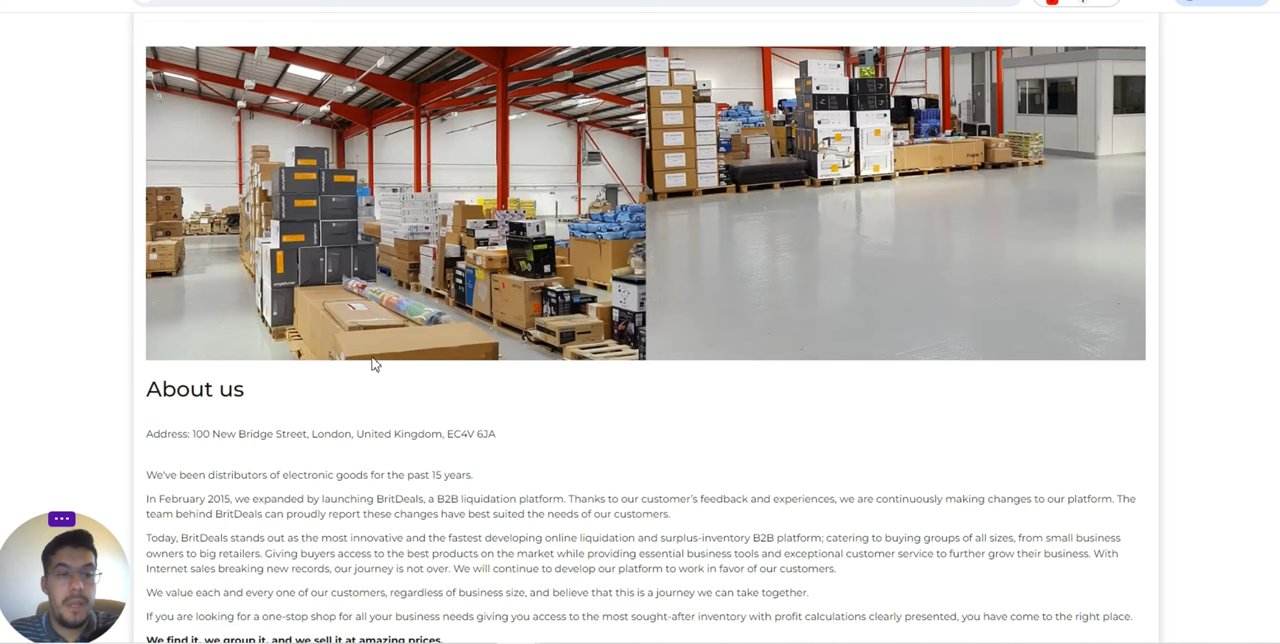 About us
Address: 100 New Bridge Street, London, United Kingdom, EC4V 6JA
We've been distributors of electronic goods for the past 15 years.
In February 2015, we expanded by launching BritDeals, a B2B liquidation platform. Thanks to our customer's feedback and experiences, we are continuously making changes to our platform. The
team behind BritDeals can proudly report these changes have best suited the needs of our customers.
Today, BritDeals stands out as the most innovative and the fastest developing online liquidation and surplus-inventory B2B platform; catering to buying groups of all sizes, from small business
owners to big retailers. Giving buyers access to the best products on the market while providing essential business tools and exceptional customer service to further grow their business. With
Internet sales breaking new records, our journey is not over. We will continue to develop our platform to work in favor of our customers.
We value each and every one of our customers, regardless of business size, and believe that this is a journey we can take together.
If you are looking for a one-stop shop for all your business needs giving you access to the most sought-after inventory with profit calculations clearly presented, you have come to the right place.
We find it, we group it, and we sell it at amazing prices.